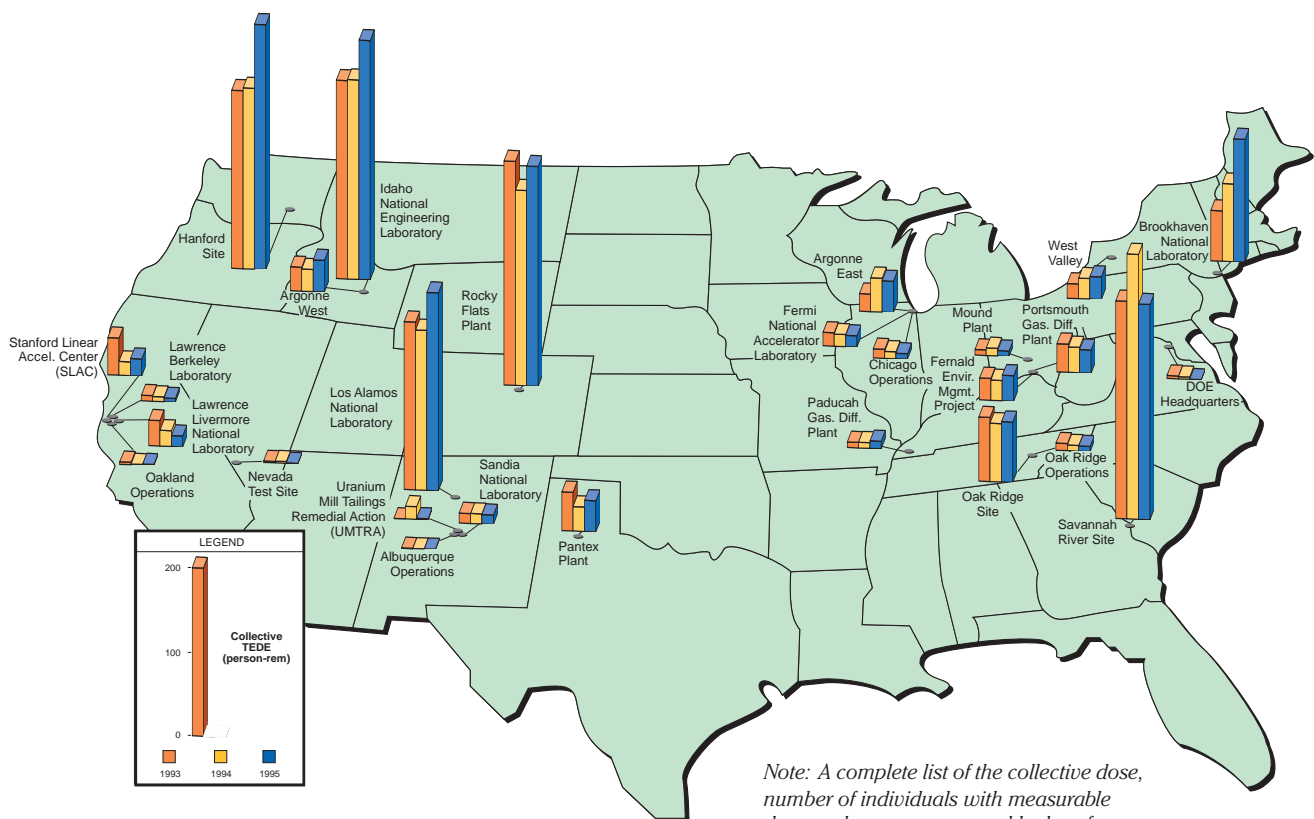 Hanford
Site
Idaho
National
Engineering
Laboratory
Argonne
West
Rocky
Flats
Plant
Stanford Linear
Accel. Center
(SLAC)
Lawrence
Berkeley
Laboratory
Lawrence
Livermore
National
Laboratory
Oakland
Operations
Nevada
Test Site
Los Alamos
National
Laboratory
Uranium
Mill Tailings
Remedial Action
(UMTRA)
Sandia
National
Laboratory
Albuquerque
Operations
Pantex
Plant
Argonne
East
Fermi
National
Accelerator
Laboratory
Chicago
Operations
Paducah
Gas. Diff.
Plant
Mound
Plant
Fernald
Envir.
Mgmt.
Project
West
Valley
Portsmouth
Gas. Diff.
Plant
Brookhaven
National
Laboratory
DOE
Headquarters
Oak Ridge
Operations
Oak Ridge
Site
Savannah
River Site
LEGEND
200
100
0
Collective
TEDE
(person-rem)
1993
1994
1995
Note: A complete list of the collective dose,
number of individuals with measurable